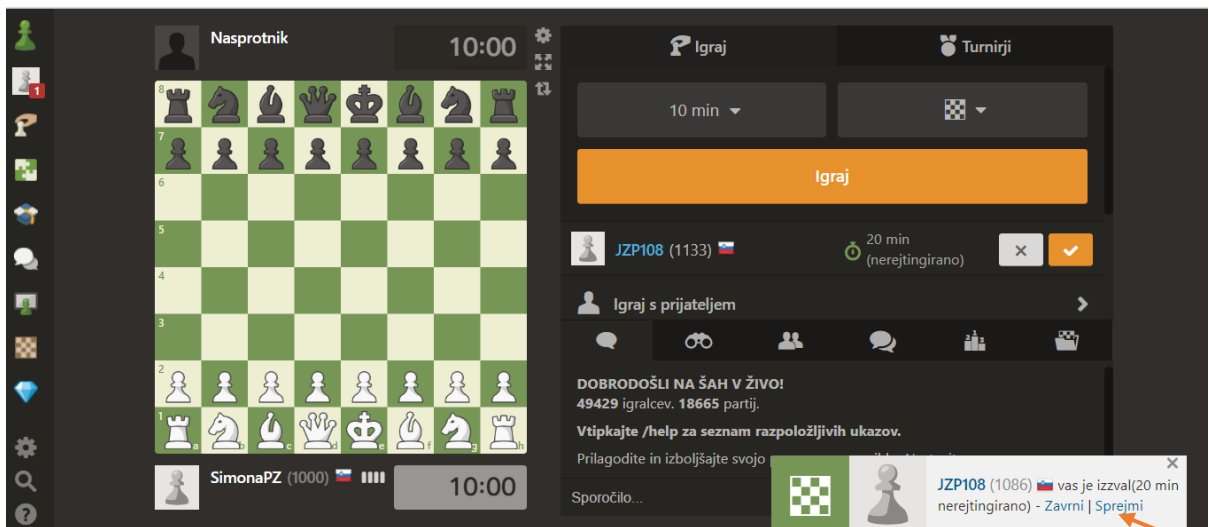 Nasprotnik
10:00
Igraj
Turnirji
1
10 min
Igraj
JZP108 (1133)
20 min
(nerejtingirano)
Igraj s prijateljem
8
7
6
5
4
3
2
1
a b c d e f g h
DOBRODOŠLI NA ŠAH V ŽIVO!
49429 igralcev. 18665 partij.
Vtipkajte /help za seznam razpoložljivih ukazov.
Prilagodite in izboljšajte svojo
Sporočilo...
SimonaPZ (1000)
10:00
JZP108 (1086) vas je izzval(20 min
nerejtingirano) - Zavrni | Sprejmi